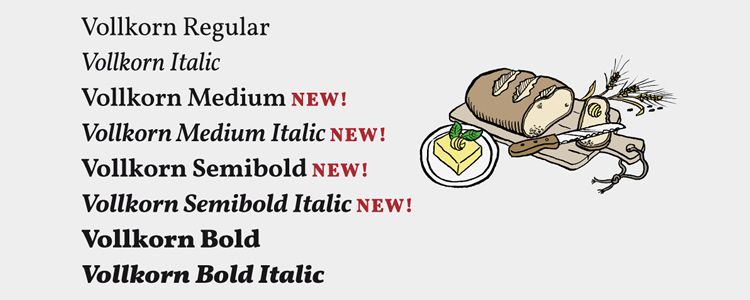 Vollkorn Regular
Vollkorn Italic
Vollkorn Medium NEW!
Vollkorn Medium Italic NEW!
Vollkorn Semibold NEW!
Vollkorn Semibold Italic NEW!
Vollkorn Bold
Vollkorn Bold Italic